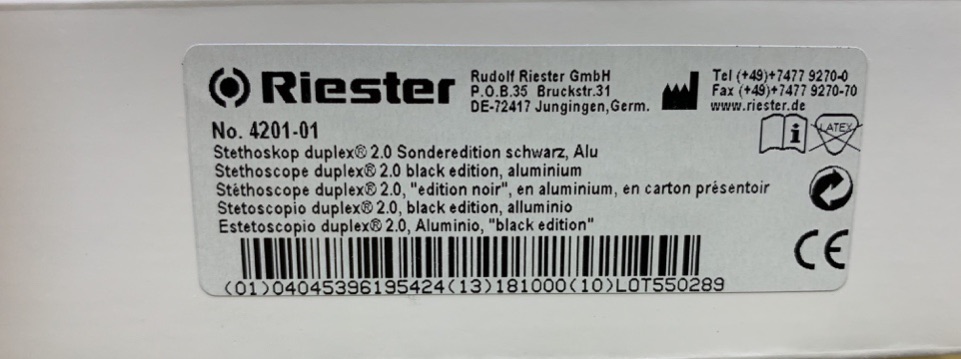 Riester
Rudolf Riester GmbH
P.O.B.35 Bruckstr.31
DE-72417 Jungingen,Germ.
Tel (+49)+7477 9270-0
Fax (+49)+7477 9270-70
www.riester.de
No. 4201-01
LATEX
Stethoskop duplex® 2.0 Sonderedition schwarz, Alu
Stethoscope duplex® 2.0 black edition, aluminium
Stéthoscope duplex® 2.0, "edition noir", en aluminium, en carton présentoir
Stetoscopio duplex® 2.0, black edition, alluminio
Estetoscopio duplex® 2.0, Aluminio, "black edition"
CE
(01)04045396195424(13)181000(10)LOT550289